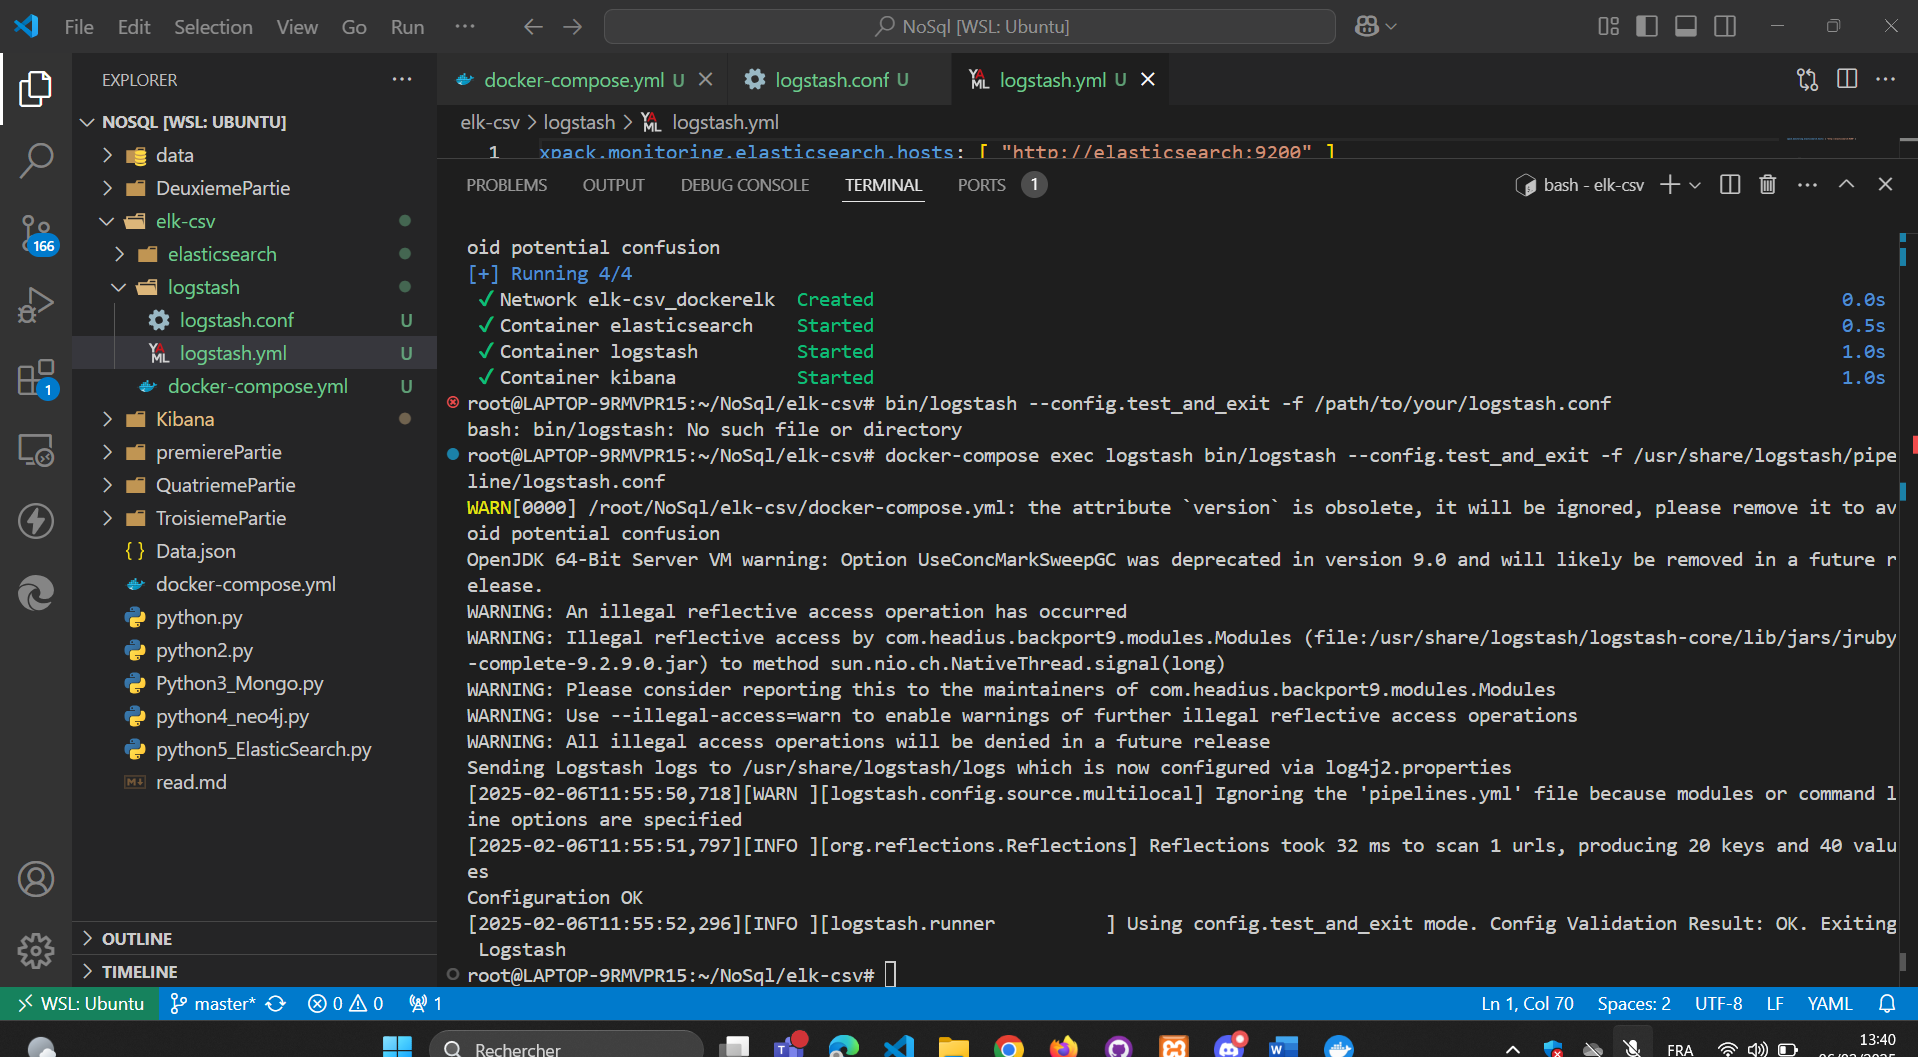 File Edit Selection View Go Run ···
NoSql [WSL: Ubuntu]
EXPLORER ···
NOSQL [WSL: UBUNTU]
data
DeuxiemePartie
elk-csv
elasticsearch
logstash
logstash.conf U
logstash.yml U
docker-compose.yml U
Kibana
premierePartie
QuatriemePartie
TroisiemePartie
{ } Data.json
docker-compose.yml
python.py
python2.py
Python3_Mongo.py
python4_neo4j.py
python5_ElasticSearch.py
read.md
OUTLINE
TIMELINE
166
1
docker-compose.yml U
logstash.conf U
YAML logstash.yml U
elk-csv > logstash > YAML logstash.yml
1 xpack.monitoring.elasticsearch.hosts: [ "http://elasticsearch:9200" ]
PROBLEMS OUTPUT DEBUG CONSOLE TERMINAL PORTS 1
bash - elk-csv
oid potential confusion
[+] Running 4/4
✓ Network elk-csv_dockerelk Created 0.0s
✓ Container elasticsearch Started 0.5s
✓ Container logstash Started 1.0s
✓ Container kibana Started 1.0s
root@LAPTOP-9RMVPR15:~/NoSql/elk-csv# bin/logstash --config.test_and_exit -f /path/to/your/logstash.conf
bash: bin/logstash: No such file or directory
root@LAPTOP-9RMVPR15:~/NoSql/elk-csv# docker-compose exec logstash bin/logstash --config.test_and_exit -f /usr/share/logstash/pipe
line/logstash.conf
WARN[0000] /root/NoSql/elk-csv/docker-compose.yml: the attribute `version` is obsolete, it will be ignored, please remove it to av
oid potential confusion
OpenJDK 64-Bit Server VM warning: Option UseConcMarkSweepGC was deprecated in version 9.0 and will likely be removed in a future r
elease.
WARNING: An illegal reflective access operation has occurred
WARNING: Illegal reflective access by com.headius.backport9.modules.Modules (file:/usr/share/logstash/logstash-core/lib/jars/jruby
-complete-9.2.9.0.jar) to method sun.nio.ch.NativeThread.signal(long)
WARNING: Please consider reporting this to the maintainers of com.headius.backport9.modules.Modules
WARNING: Use --illegal-access=warn to enable warnings of further illegal reflective access operations
WARNING: All illegal access operations will be denied in a future release
Sending Logstash logs to /usr/share/logstash/logs which is now configured via log4j2.properties
[2025-02-06T11:55:50,718][WARN ][logstash.config.source.multilocal] Ignoring the 'pipelines.yml' file because modules or command l
ine options are specified
[2025-02-06T11:55:51,797][INFO ][org.reflections.Reflections] Reflections took 32 ms to scan 1 urls, producing 20 keys and 40 valu
es
Configuration OK
[2025-02-06T11:55:52,296][INFO ][logstash.runner          ] Using config.test_and_exit mode. Config Validation Result: OK. Exiting
 Logstash
root@LAPTOP-9RMVPR15:~/NoSql/elk-csv#
WSL: Ubuntu master* 0 0 1 Ln 1, Col 70 Spaces: 2 UTF-8 LF YAML
Rechercher FRA 13:40